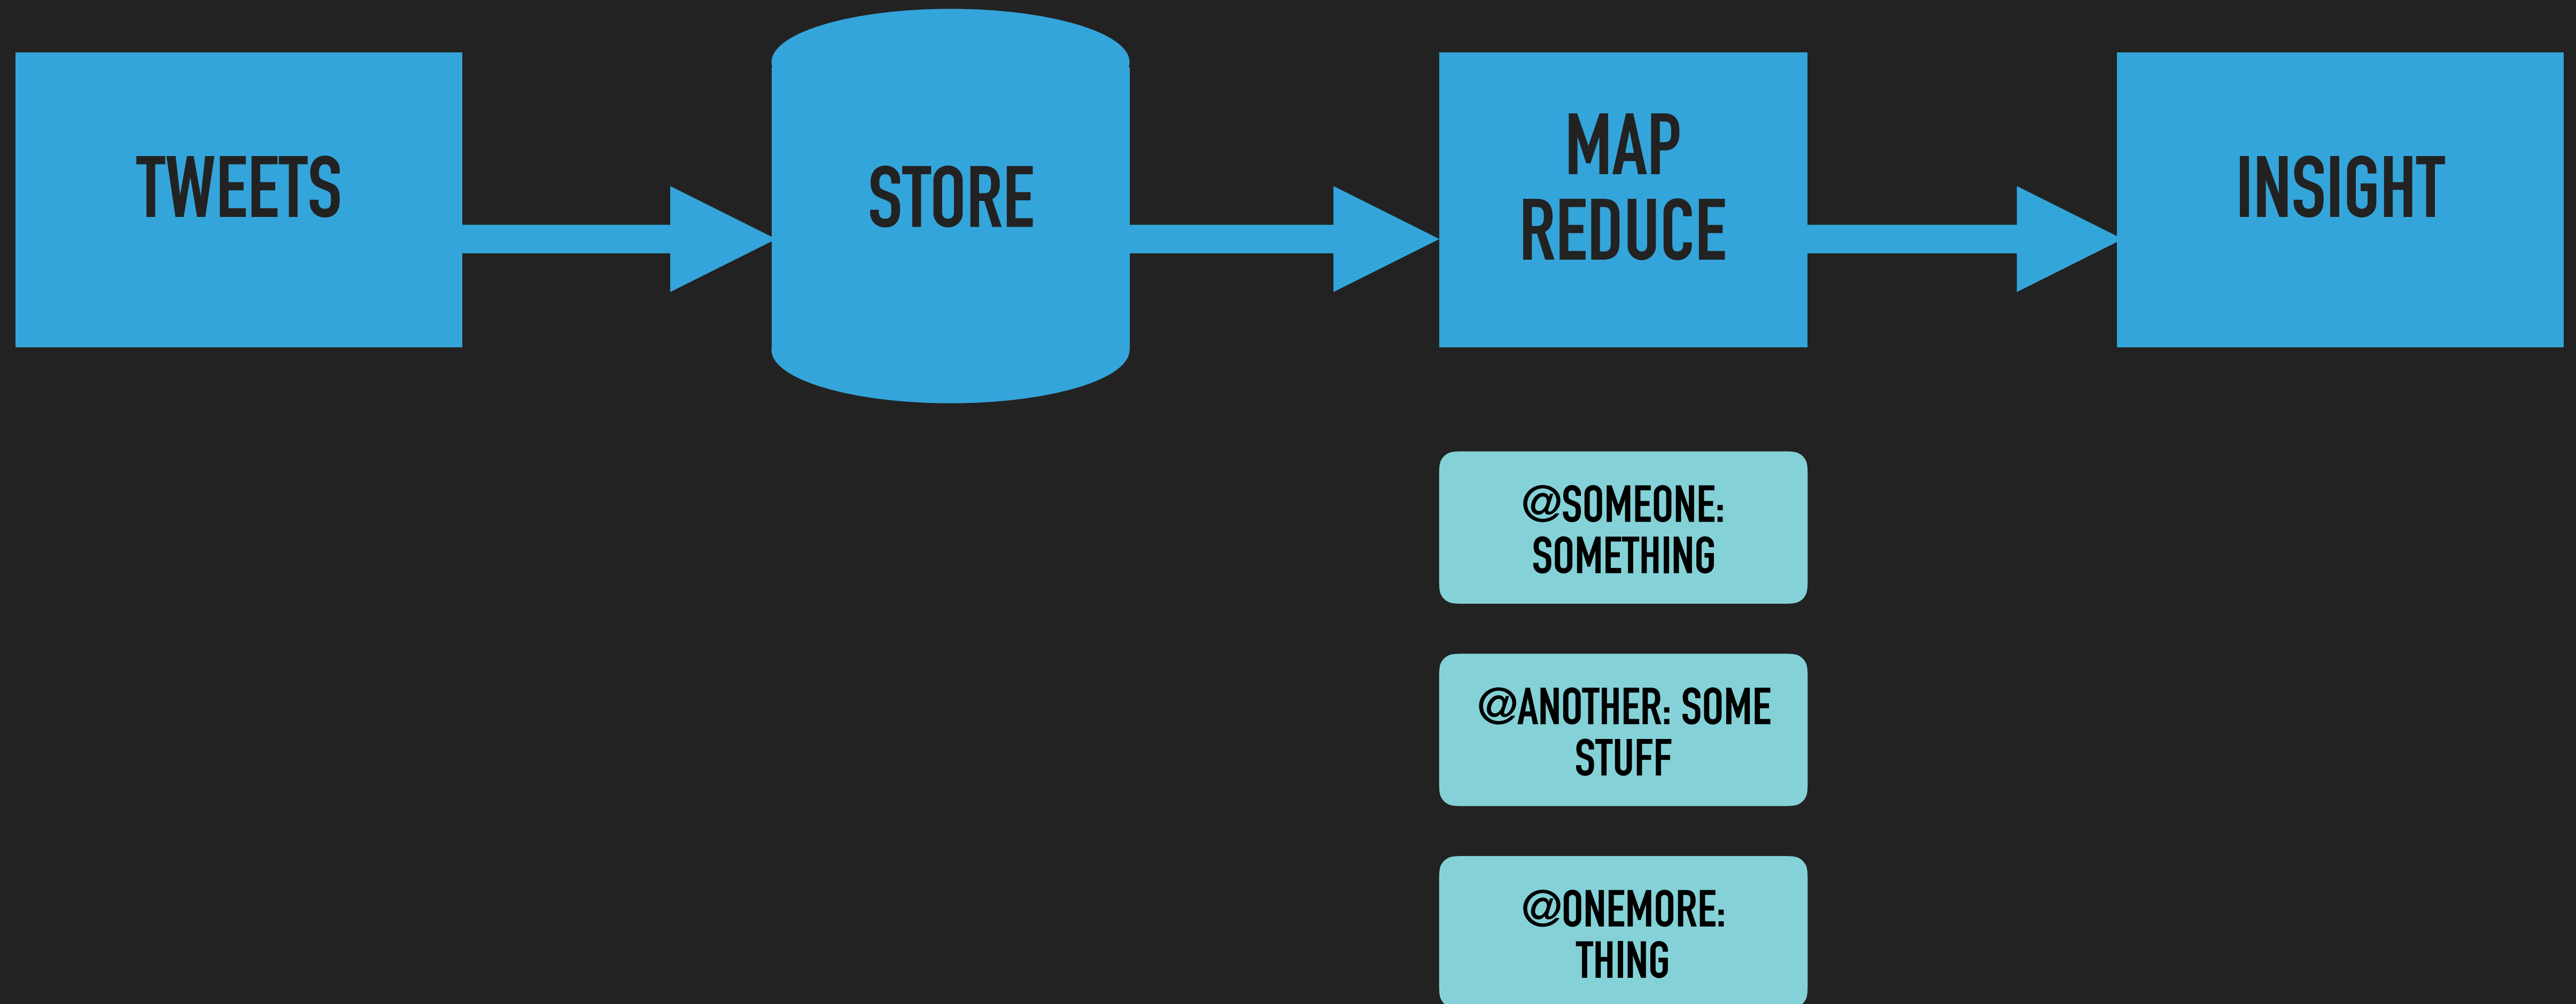 TWEETS
STORE
MAP
REDUCE
INSIGHT
@SOMEONE:
SOMETHING
@ANOTHER: SOME
STUFF
@ONEMORE:
THING